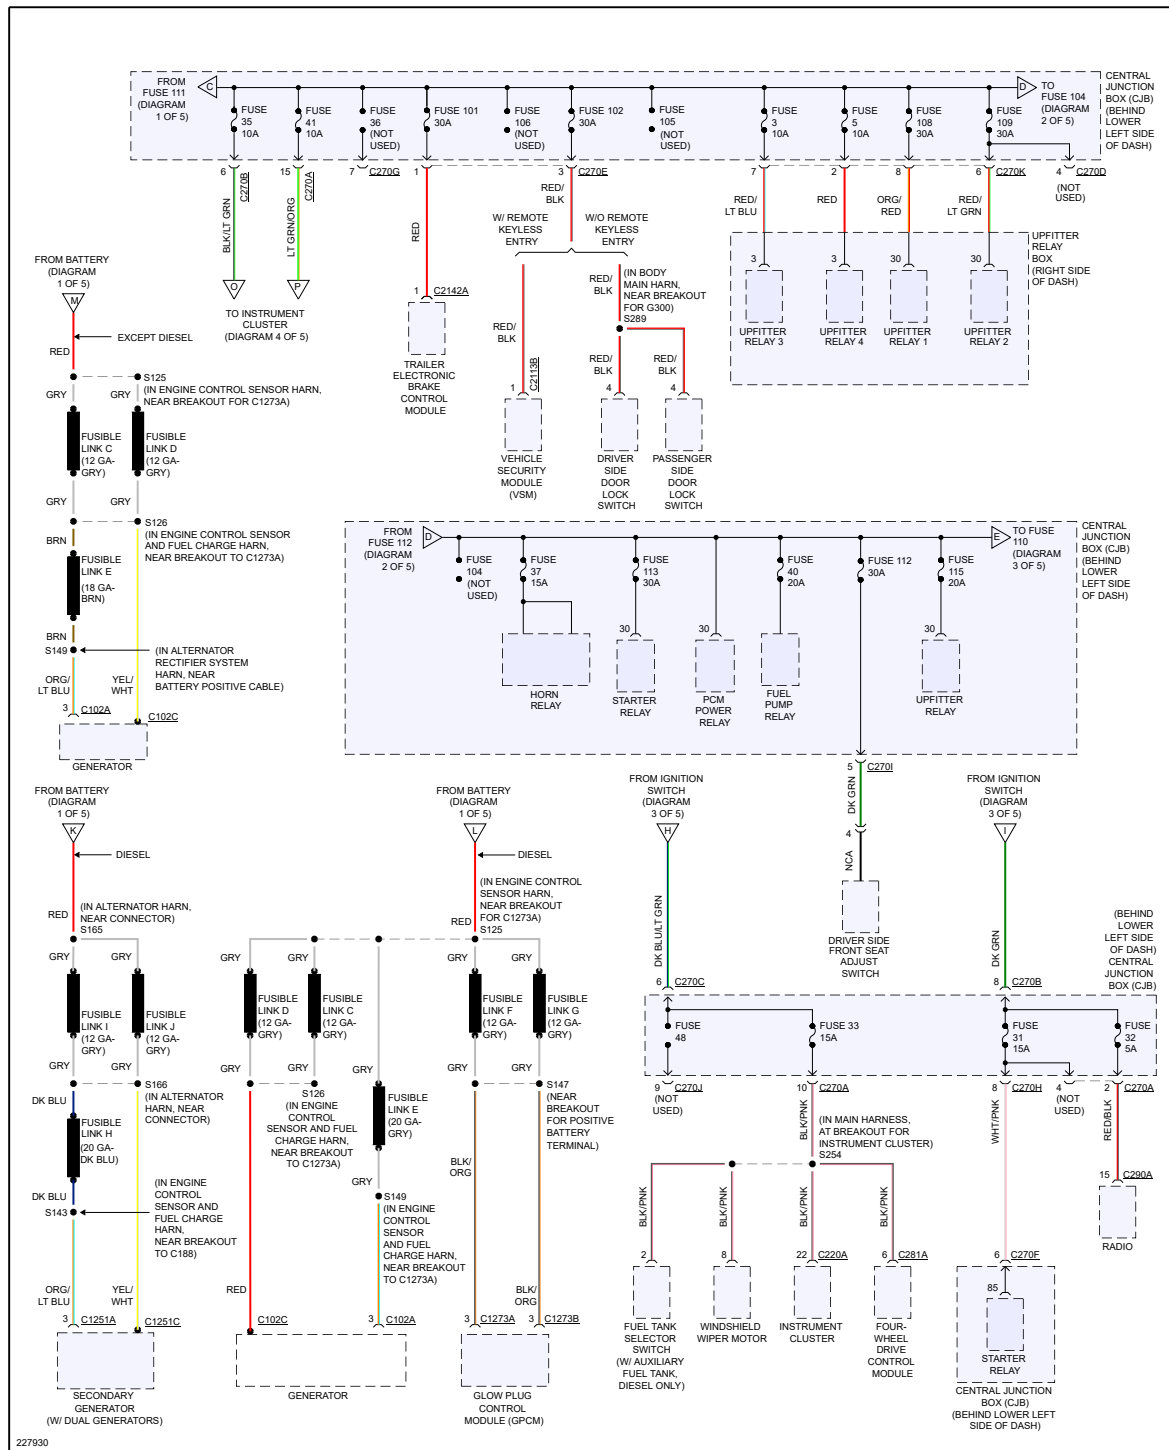 FROM
FUSE 111
(DIAGRAM
1 OF 5)
C
FUSE
35
10A
FUSE
41
10A
FUSE
36
(NOT
USED)
FUSE 101
30A
FUSE
106
(NOT
USED)
FUSE 102
30A
FUSE
105
(NOT
USED)
FUSE
3
10A
FUSE
5
10A
FUSE
108
30A
FUSE
109
30A
D
TO
FUSE 104
(DIAGRAM
2 OF 5)
CENTRAL
JUNCTION
BOX (CJB)
(BEHIND
LOWER
LEFT SIDE
OF DASH)
6
C270B
15
C270A
7
C270G
1
3
C270E
7
2
8
6
C270K
4
C270D
(NOT
USED)
BLK/LT GRN
LT GRN/ORG
RED
RED/
BLK
W/ REMOTE
KEYLESS
ENTRY
W/O REMOTE
KEYLESS
ENTRY
RED/
LT BLU
RED
ORG/
RED
RED/
LT GRN
O
P
TO INSTRUMENT
CLUSTER
(DIAGRAM 4 OF 5)
1
C2142A
TRAILER
ELECTRONIC
BRAKE
CONTROL
MODULE
RED/
BLK
RED/
BLK
(IN BODY
MAIN HARN,
NEAR BREAKOUT
FOR G300)
S289
RED/
BLK
RED/
BLK
1
C2113B
4
4
VEHICLE
SECURITY
MODULE
(VSM)
DRIVER
SIDE
DOOR
LOCK
SWITCH
PASSENGER
SIDE
DOOR
LOCK
SWITCH
3
3
30
30
UPFITTER
RELAY 3
UPFITTER
RELAY 4
UPFITTER
RELAY 1
UPFITTER
RELAY 2
UPFITTER
RELAY
BOX
(RIGHT SIDE
OF DASH)
FROM BATTERY
(DIAGRAM
1 OF 5)
M
EXCEPT DIESEL
RED
S125
(IN ENGINE CONTROL SENSOR HARN,
NEAR BREAKOUT FOR C1273A)
GRY
GRY
FUSIBLE
LINK C
(12 GA-
GRY)
FUSIBLE
LINK D
(12 GA-
GRY)
GRY
GRY
S126
(IN ENGINE CONTROL SENSOR
AND FUEL CHARGE HARN,
NEAR BREAKOUT TO C1273A)
BRN
FUSIBLE
LINK E
(18 GA-
BRN)
BRN
S149
(IN ALTERNATOR
RECTIFIER SYSTEM
HARN, NEAR
BATTERY POSITIVE CABLE)
ORG/
LT BLU
YEL/
WHT
3
C102A
C102C
GENERATOR
FROM
FUSE 112
(DIAGRAM
2 OF 5)
D
FUSE
104
(NOT
USED)
FUSE
37
15A
FUSE
113
30A
FUSE
40
20A
FUSE 112
30A
FUSE
115
20A
E
TO FUSE
110
(DIAGRAM
3 OF 5)
CENTRAL
JUNCTION
BOX (CJB)
(BEHIND
LOWER
LEFT SIDE
OF DASH)
30
30
30
HORN
RELAY
STARTER
RELAY
PCM
POWER
RELAY
FUEL
PUMP
RELAY
UPFITTER
RELAY
5
C270I
DK GRN
4
NCA
DRIVER SIDE
FRONT SEAT
ADJUST
SWITCH
FROM BATTERY
(DIAGRAM
1 OF 5)
K
DIESEL
RED
(IN ALTERNATOR HARN,
NEAR CONNECTOR)
S165
GRY
GRY
FUSIBLE
LINK I
(12 GA-
GRY)
FUSIBLE
LINK J
(12 GA-
GRY)
GRY
GRY
S166
(IN ALTERNATOR
HARN, NEAR
CONNECTOR)
DK BLU
FUSIBLE
LINK H
(20 GA-
DK BLU)
DK BLU
S143
(IN ENGINE
CONTROL
SENSOR AND
FUEL CHARGE
HARN,
NEAR BREAKOUT
TO C188)
ORG/
LT BLU
YEL/
WHT
3
C1251A
C1251C
SECONDARY
GENERATOR
(W/ DUAL GENERATORS)
FROM BATTERY
(DIAGRAM
1 OF 5)
L
DIESEL
(IN ENGINE CONTROL
SENSOR HARN,
NEAR BREAKOUT
FOR C1273A)
RED
S125
GRY
GRY
GRY
GRY
GRY
FUSIBLE
LINK D
(12 GA-
GRY)
FUSIBLE
LINK C
(12 GA-
GRY)
FUSIBLE
LINK F
(12 GA-
GRY)
FUSIBLE
LINK G
(12 GA-
GRY)
GRY
GRY
GRY
GRY
GRY
S126
(IN ENGINE
CONTROL
SENSOR AND FUEL
CHARGE HARN,
NEAR BREAKOUT
TO C1273A)
FUSIBLE
LINK E
(20 GA-
GRY)
GRY
S149
(IN ENGINE
CONTROL
SENSOR
AND FUEL
CHARGE HARN,
NEAR BREAKOUT
TO C1273A)
S147
(NEAR
BREAKOUT
FOR POSITIVE
BATTERY
TERMINAL)
BLK/
ORG
RED
ORG
BLK/
ORG
C102C
3
C102A
3
C1273A
3
C1273B
GENERATOR
GLOW PLUG
CONTROL
MODULE (GPCM)
FROM IGNITION
SWITCH
(DIAGRAM
3 OF 5)
H
DK BLU/LT GRN
FROM IGNITION
SWITCH
(DIAGRAM
3 OF 5)
I
DK GRN
(BEHIND
LOWER
LEFT SIDE
OF DASH)
CENTRAL
JUNCTION
BOX (CJB)
6
C270C
8
C270B
FUSE
48
FUSE 33
15A
FUSE
31
15A
FUSE
32
5A
9
C270J
(NOT
USED)
10
C270A
8
C270H
4
(NOT
USED)
2
C270A
BLK/PNK
WHT/PNK
RED/BLK
(IN MAIN HARNESS,
AT BREAKOUT FOR
INSTRUMENT CLUSTER)
S254
BLK/PNK
BLK/PNK
BLK/PNK
BLK/PNK
15
C290A
RADIO
2
8
22
C220A
6
C281A
6
C270F
FUEL TANK
SELECTOR
SWITCH
(W/ AUXILIARY
FUEL TANK,
DIESEL ONLY)
WINDSHIELD
WIPER MOTOR
INSTRUMENT
CLUSTER
FOUR-
WHEEL
DRIVE
CONTROL
MODULE
85
STARTER
RELAY
CENTRAL JUNCTION
BOX (CJB)
(BEHIND LOWER LEFT
SIDE OF DASH)
227930